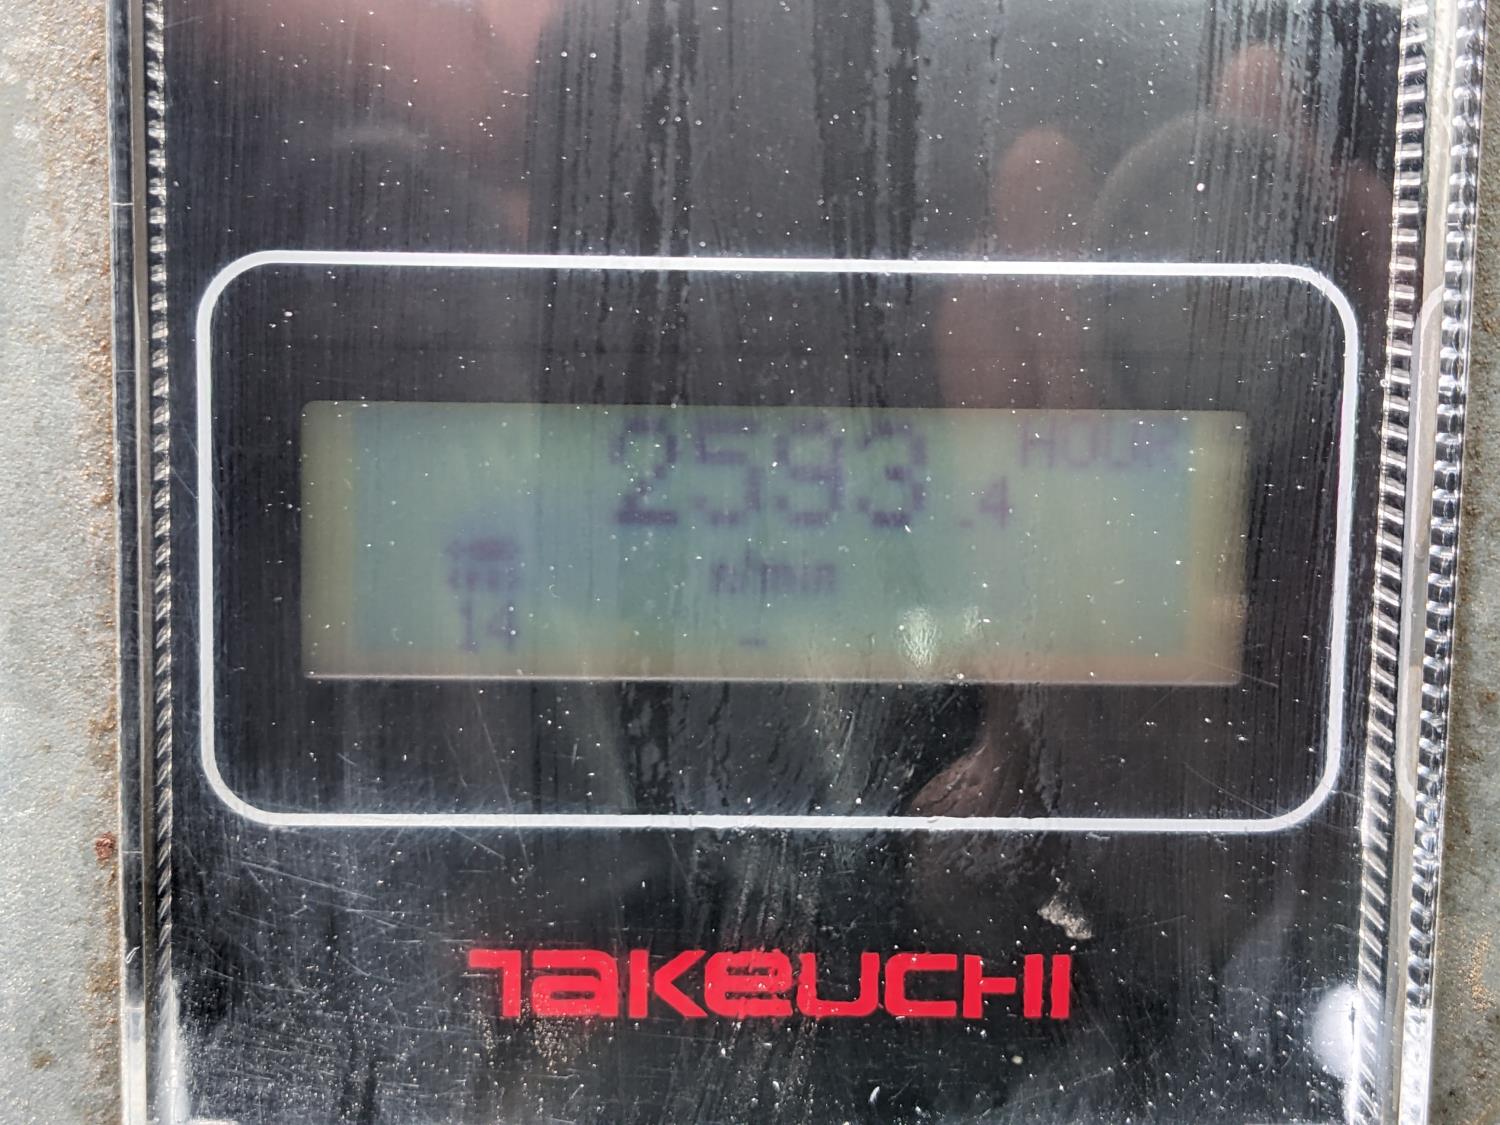 HOUR
2593.4
n/min
14
-
TAKEUCHI